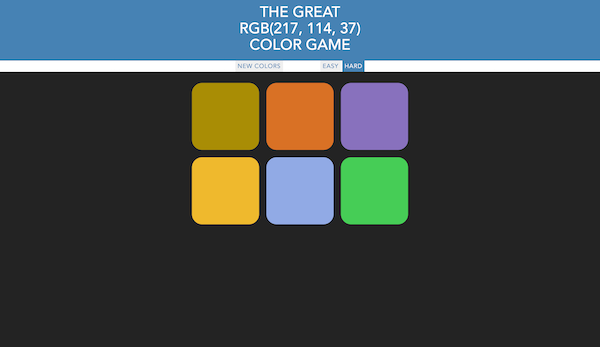 THE GREAT
RGB(217, 114, 37)
COLOR GAME
NEW COLORS EASY HARD